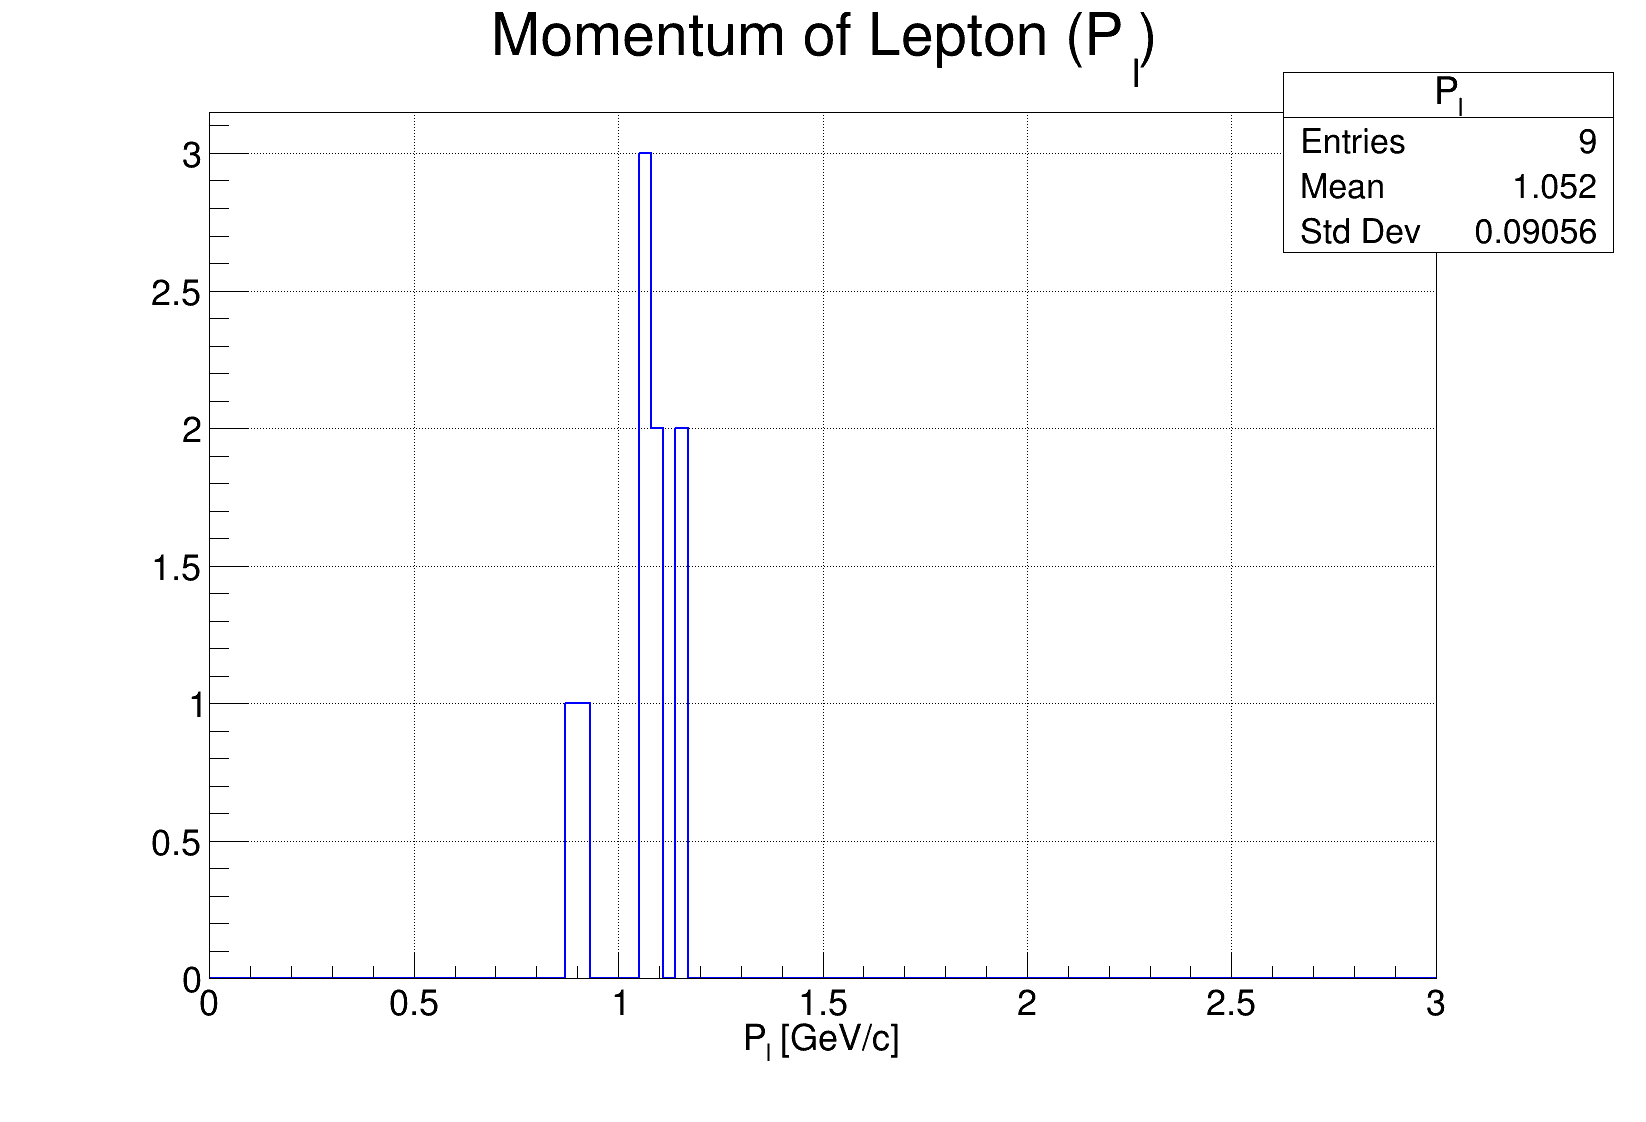 Momentum of Lepton (P_l)
P_l
Entries 9
Mean 1.052
Std Dev 0.09056
3
2.5
2
1.5
1
0.5
0
0 0.5 1 1.5 2 2.5 3
P_l [GeV/c]